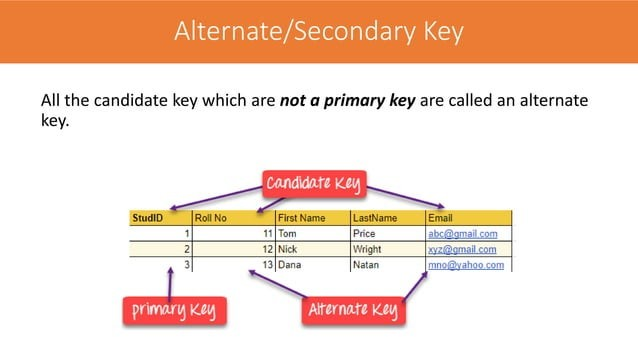 Alternate/Secondary Key
All the candidate key which are not a primary key are called an alternate
key.
Candidate Key
StudID Roll No First Name LastName Email
1 11 Tom Price abc@gmail.com
2 12 Nick Wright xyz@gmail.com
3 13 Dana Natan mno@yahoo.com
primary Key Alternate Key